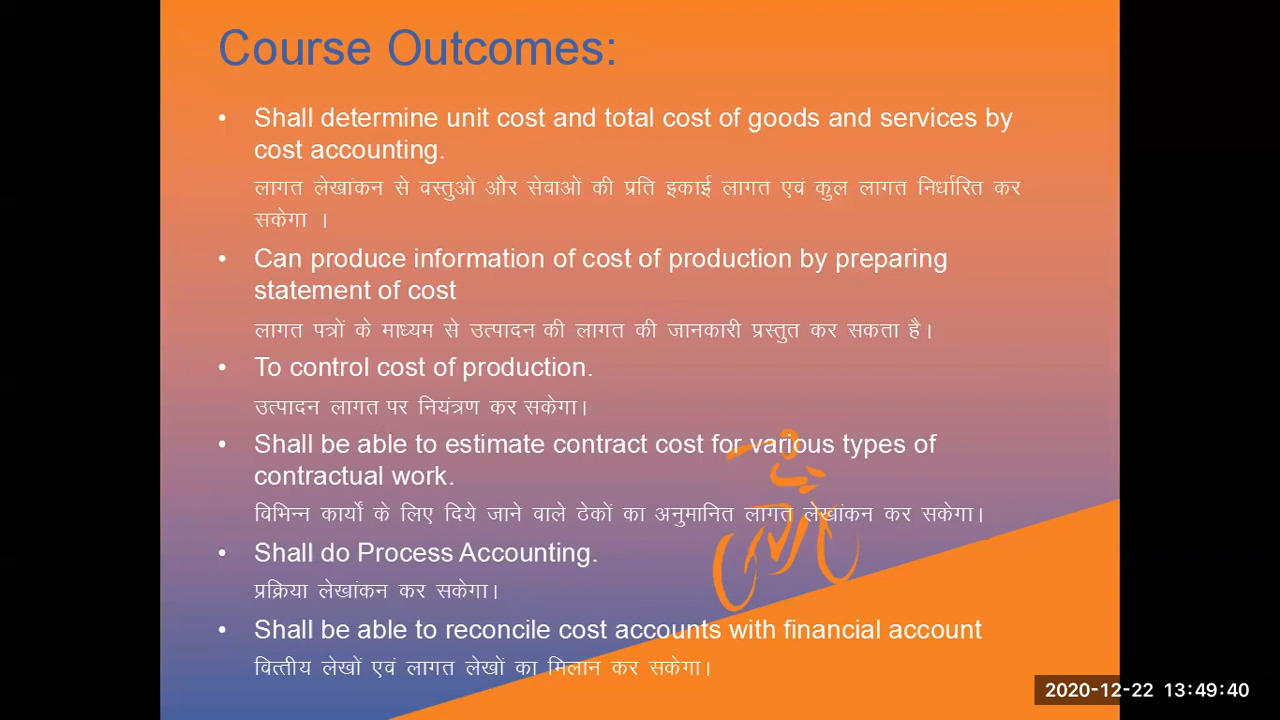 Course Outcomes:
• Shall determine unit cost and total cost of goods and services by
cost accounting.
लागत लेखांकन से वस्तुओं और सेवाओं की प्रति इकाई लागत एवं कुल लागत निर्धारित कर
सकेगा ।
• Can produce information of cost of production by preparing
statement of cost
लागत पत्रों के माध्यम से उत्पादन की लागत की जानकारी प्रस्तुत कर सकता है।
• To control cost of production.
उत्पादन लागत पर नियंत्रण कर सकेगा।
• Shall be able to estimate contract cost for various types of
contractual work.
विभिन्न कार्यों के लिए दिये जाने वाले ठेकों का अनुमानित लागत लेखांकन कर सकेगा।
• Shall do Process Accounting.
प्रक्रिया लेखांकन कर सकेगा।
• Shall be able to reconcile cost accounts with financial account
वित्तीय लेखों एवं लागत लेखों का मिलान कर सकेगा।
2020-12-22 13:49:40